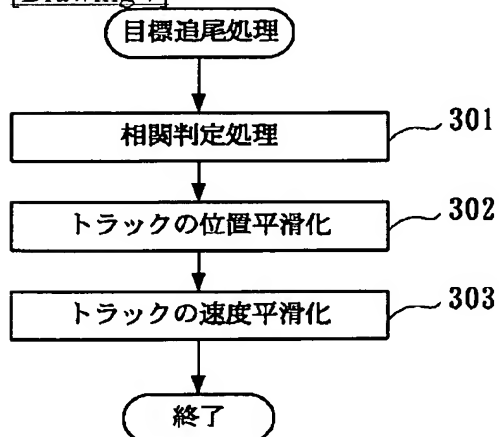 [Drawing
目標追尾処理
相関判定処理
301
トラックの位置平滑化
302
トラックの速度平滑化
303
終了